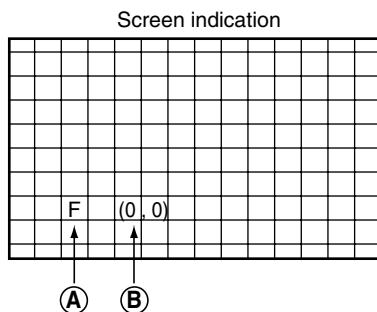 Screen indication
F (0 , 0)
A B